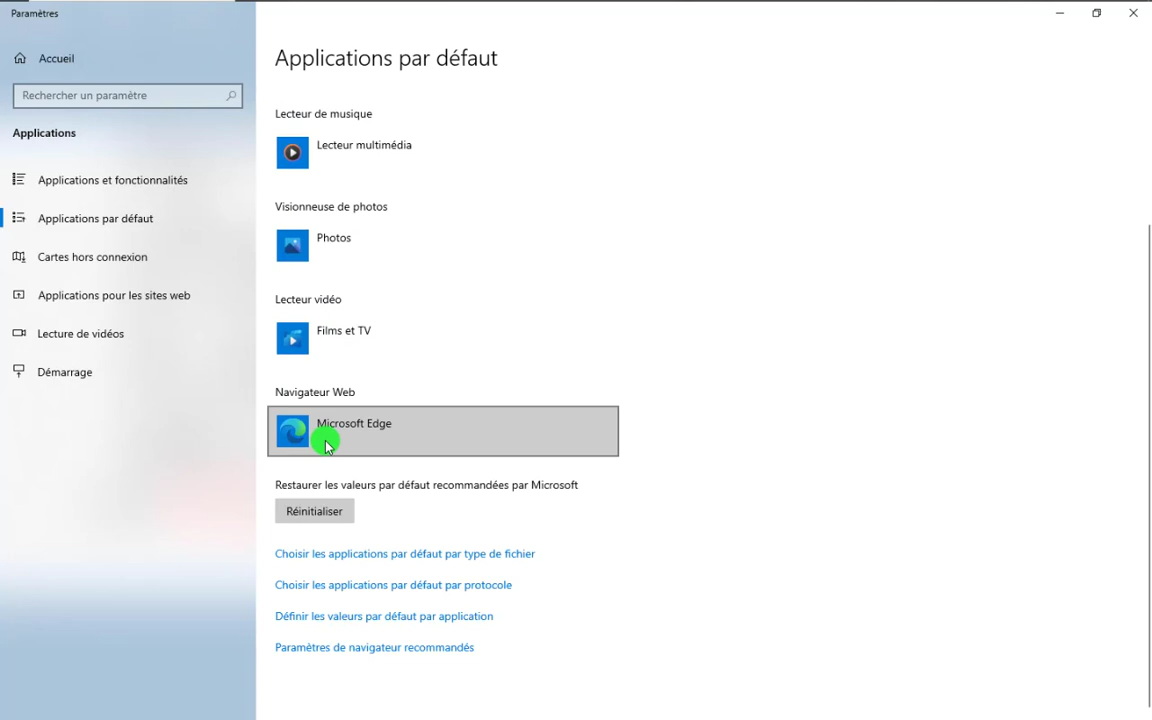 Paramètres
Accueil
Rechercher un paramètre
Applications
Applications et fonctionnalités
Applications par défaut
Cartes hors connexion
Applications pour les sites web
Lecture de vidéos
Démarrage
Applications par défaut
Lecteur de musique
Lecteur multimédia
Visionneuse de photos
Photos
Lecteur vidéo
Films et TV
Navigateur Web
Microsoft Edge
Restaurer les valeurs par défaut recommandées par Microsoft
Réinitialiser
Choisir les applications par défaut par type de fichier
Choisir les applications par défaut par protocole
Définir les valeurs par défaut par application
Paramètres de navigateur recommandés